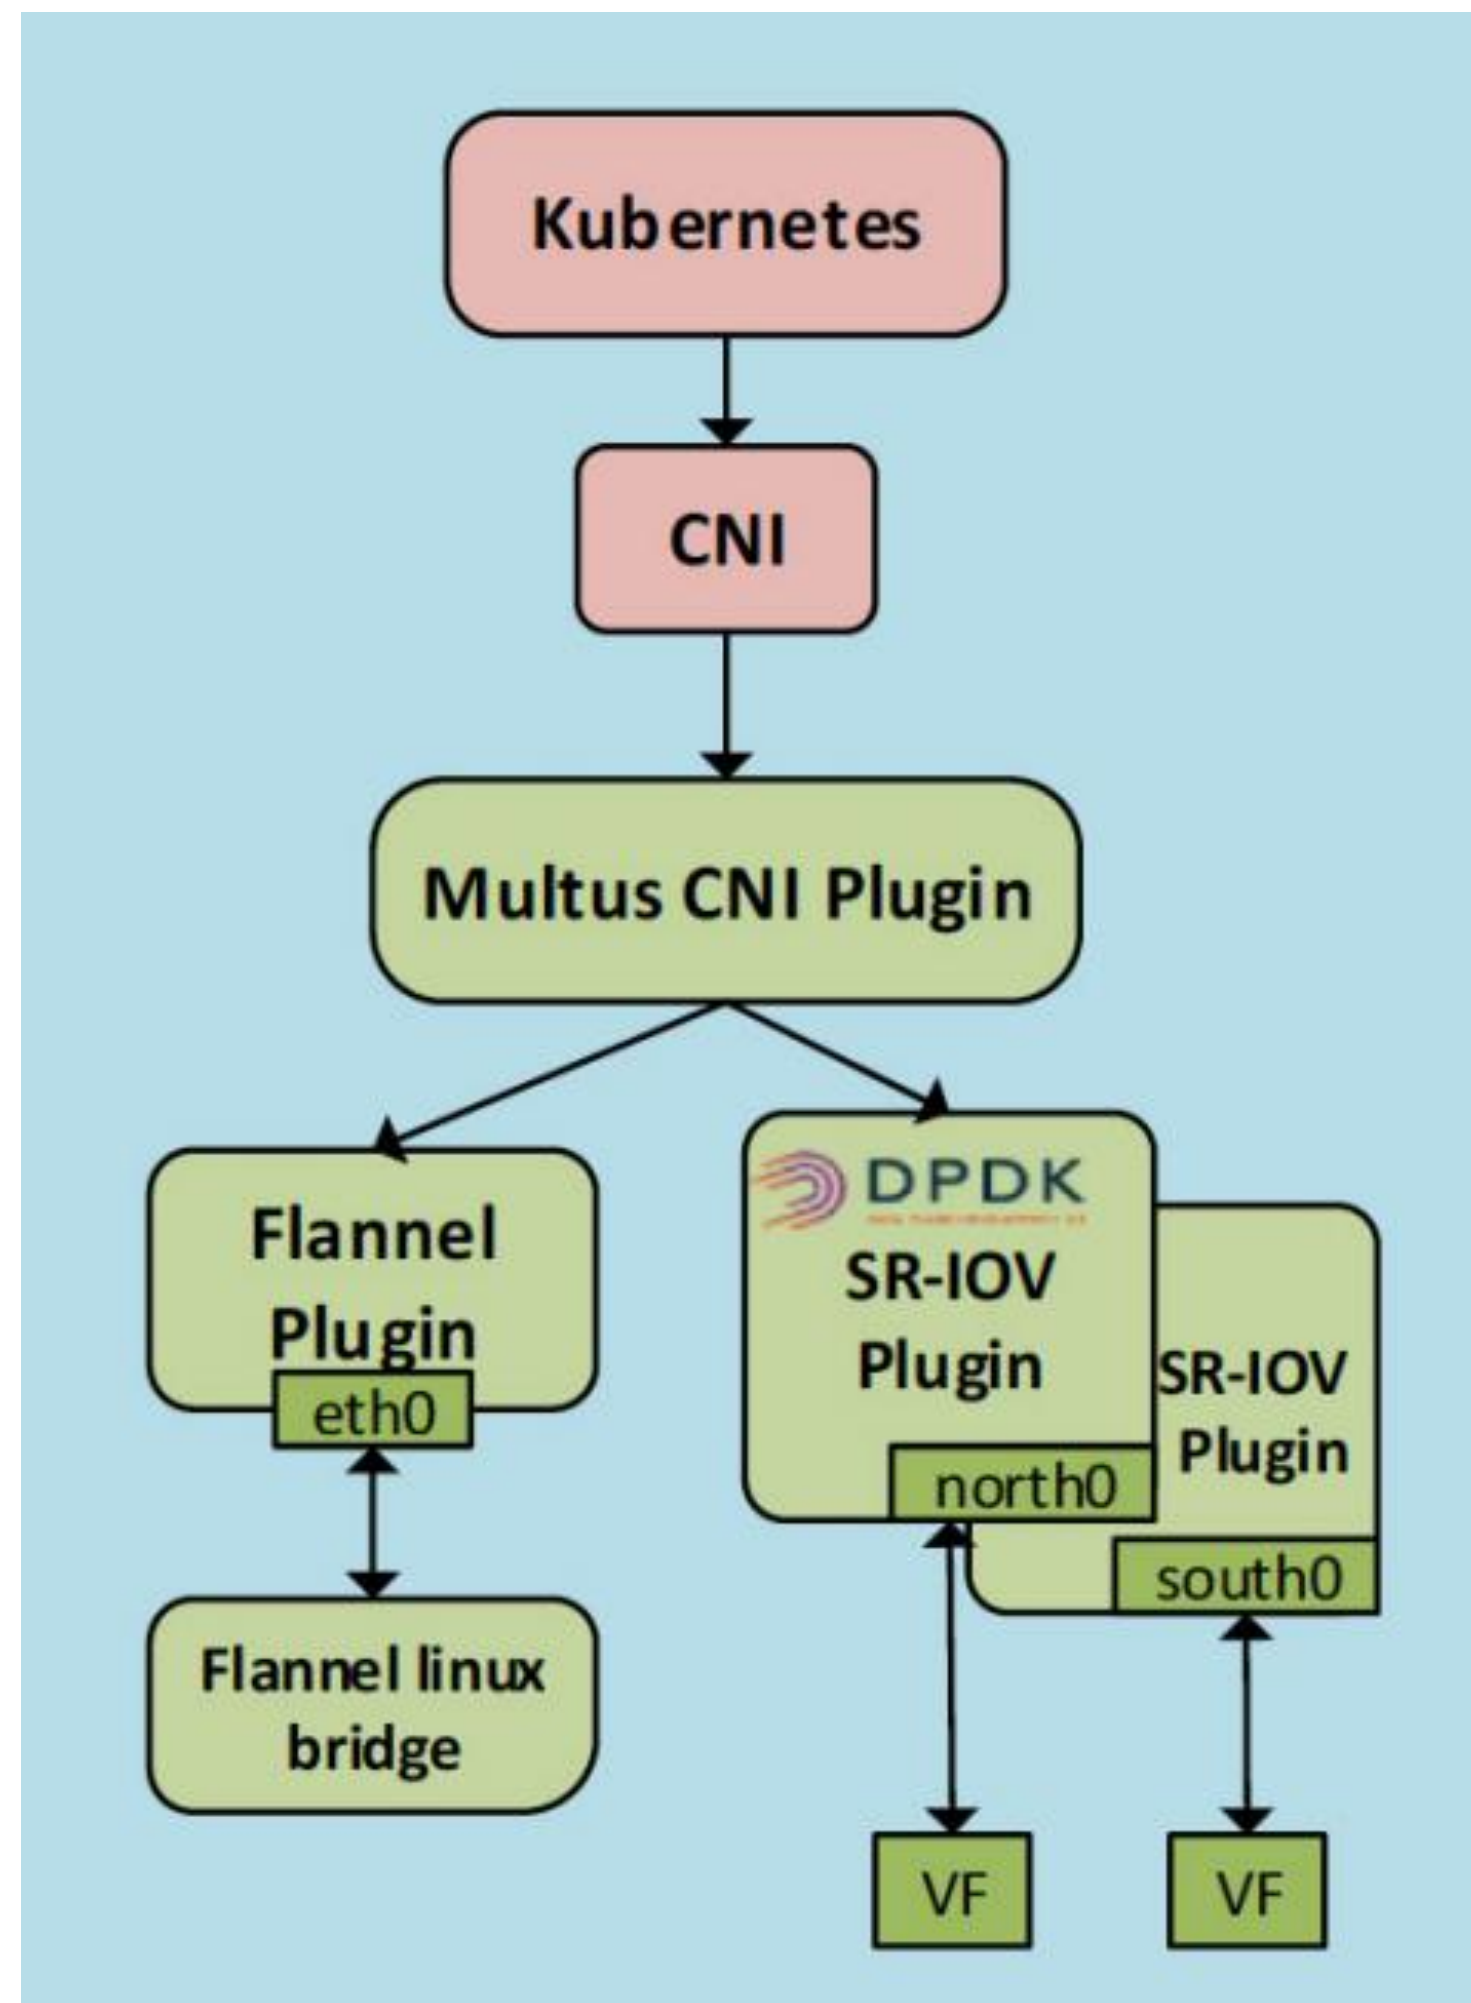 Kubernetes
CNI
Multus CNI Plugin
Flannel
Plugin
eth0
Flannel linux
bridge
DPDK
SR-IOV
Plugin
north0
SR-IOV
Plugin
south0
VF
VF